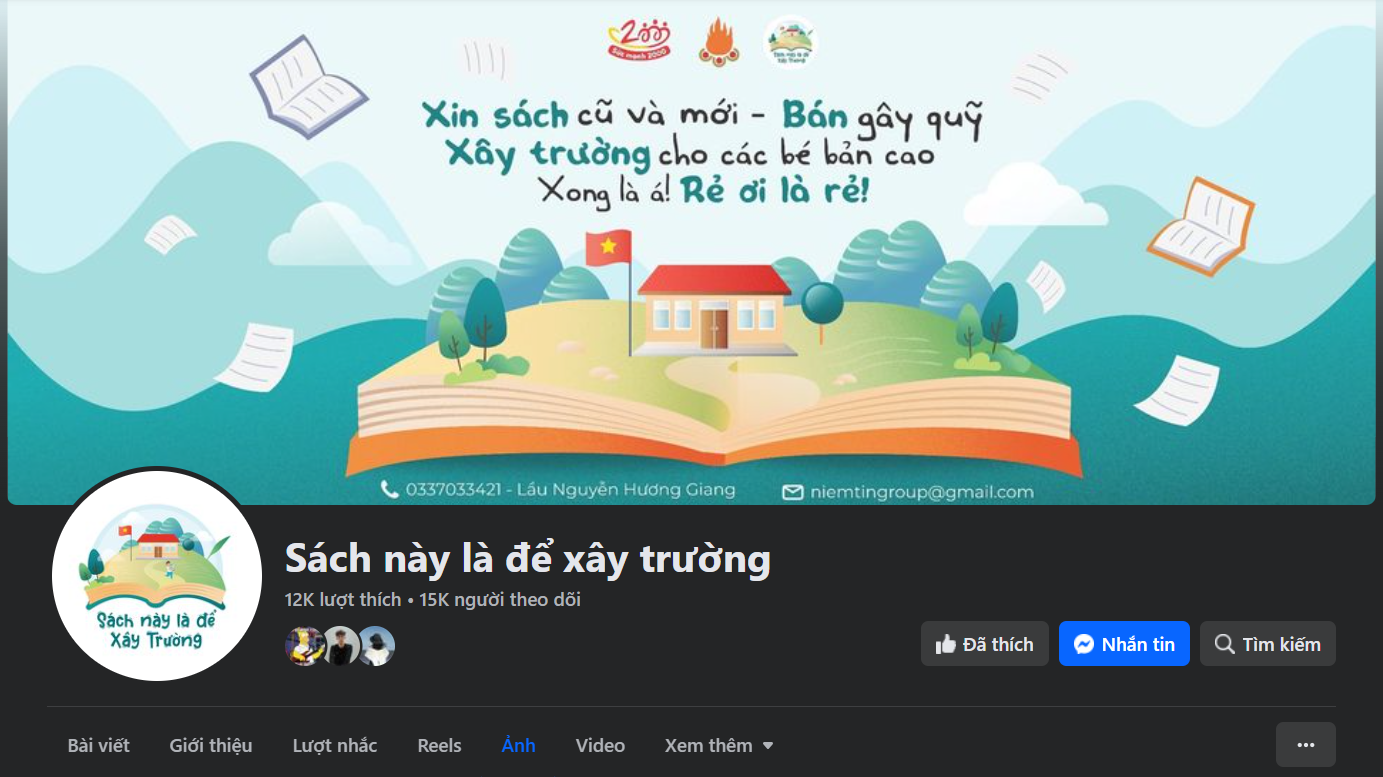 2000
Sức mạnh 2000
Sách này là để
Xây Trường
Xin sách cũ và mới - Bán gây quỹ
Xây trường cho các bé bản cao
Xong là á! Rẻ ơi là rẻ!
0337033421 - Lầu Nguyễn Hương Giang
niemtingroup@gmail.com
Sách này là để
Xây Trường
Sách này là để xây trường
12K lượt thích • 15K người theo dõi
Đã thích
Nhắn tin
Tìm kiếm
Bài viết
Giới thiệu
Lượt nhắc
Reels
Ảnh
Video
Xem thêm